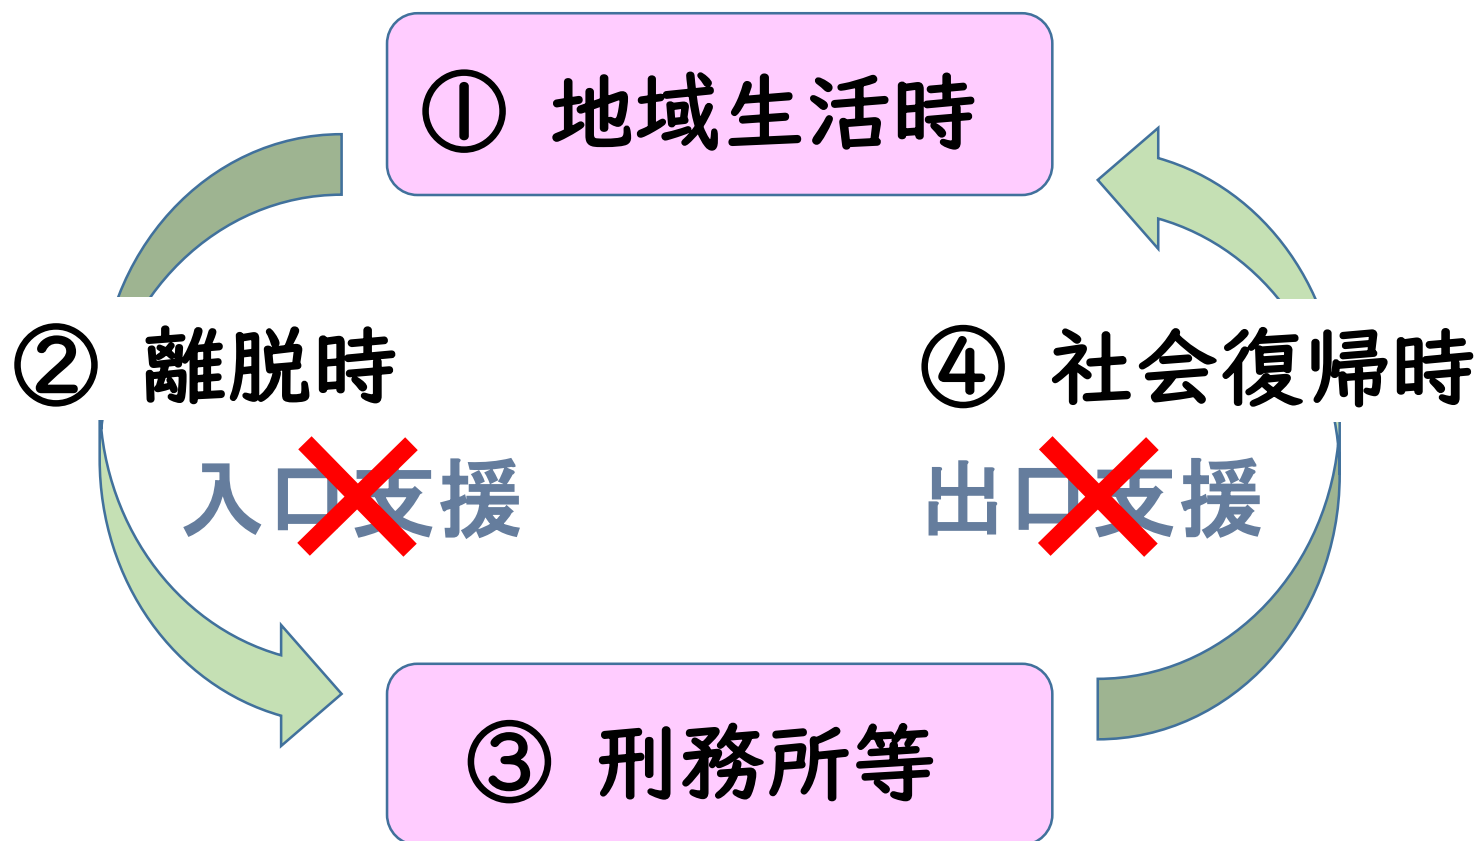 ① 地域生活時
② 離脱時
④ 社会復帰時
入口支援
出口支援
③ 刑務所等